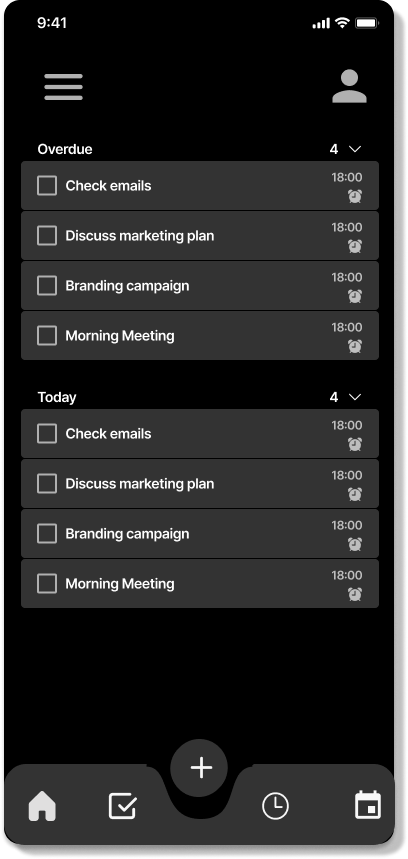 9:41
Overdue 4
Check emails 18:00
Discuss marketing plan 18:00
Branding campaign 18:00
Morning Meeting 18:00
Today 4
Check emails 18:00
Discuss marketing plan 18:00
Branding campaign 18:00
Morning Meeting 18:00